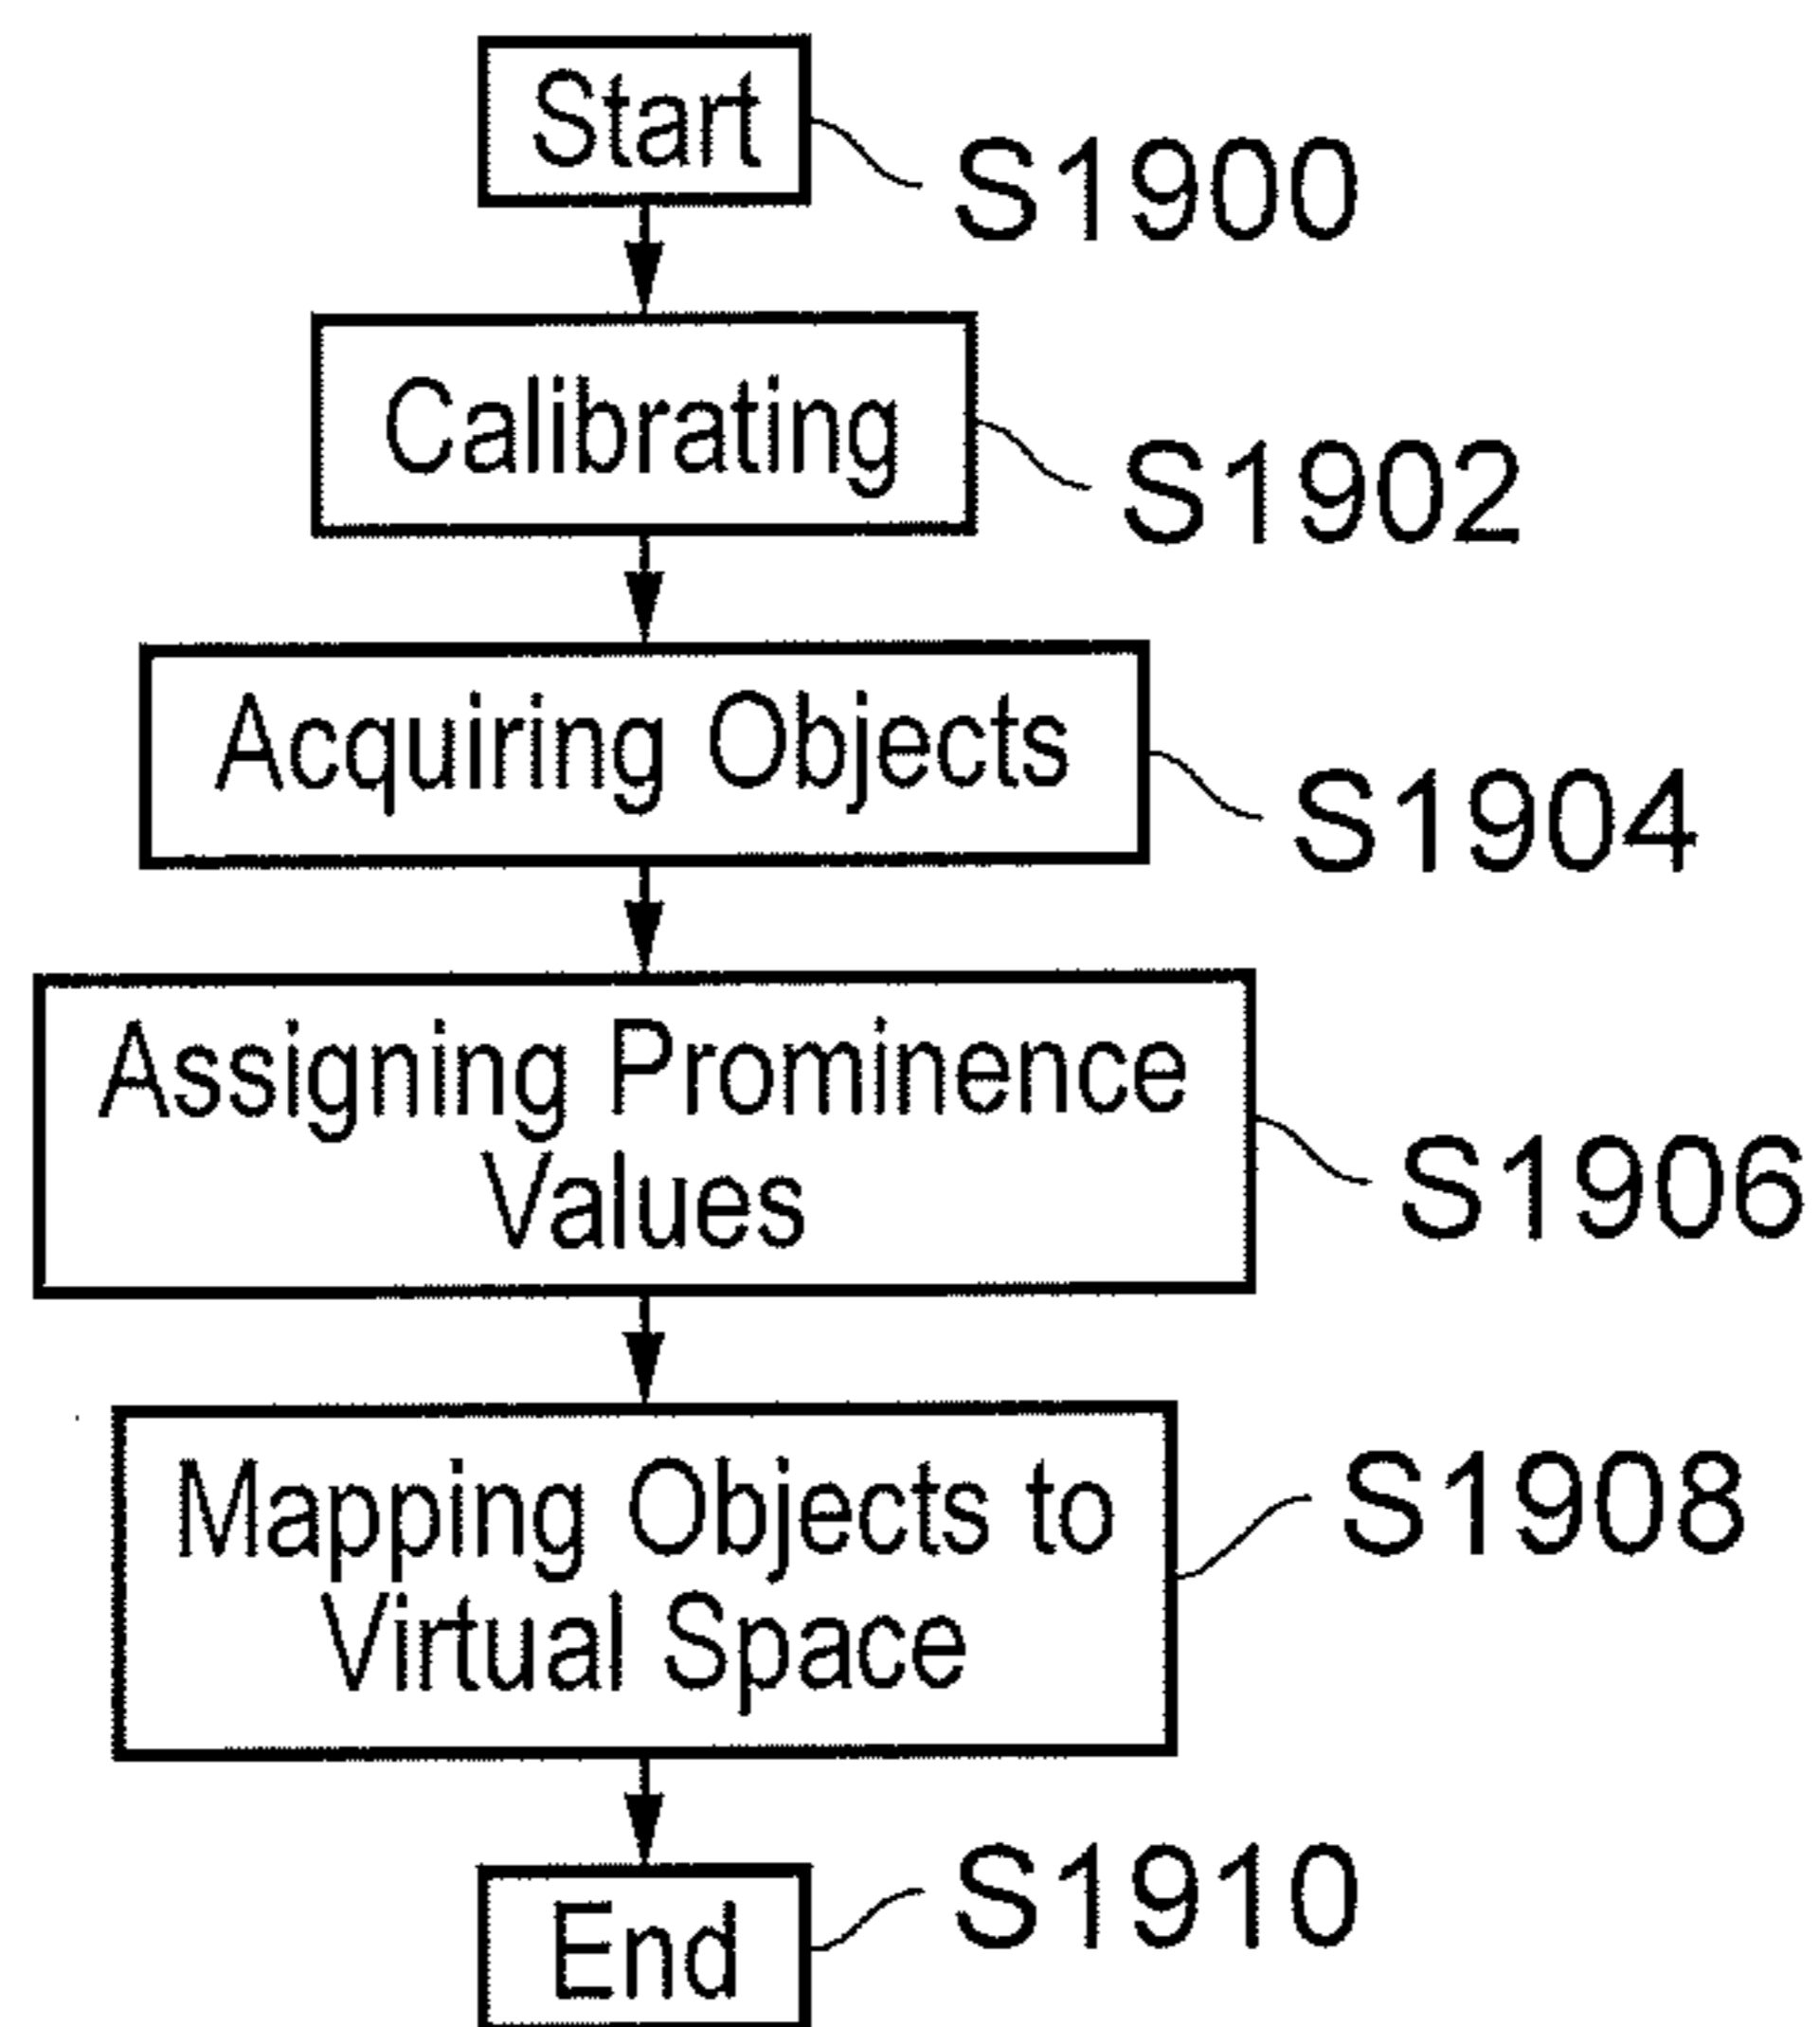 Start
S1900
Calibrating
S1902
Acquiring Objects
S1904
Assigning Prominence
Values
S1906
Mapping Objects to
Virtual Space
S1908
End
S1910